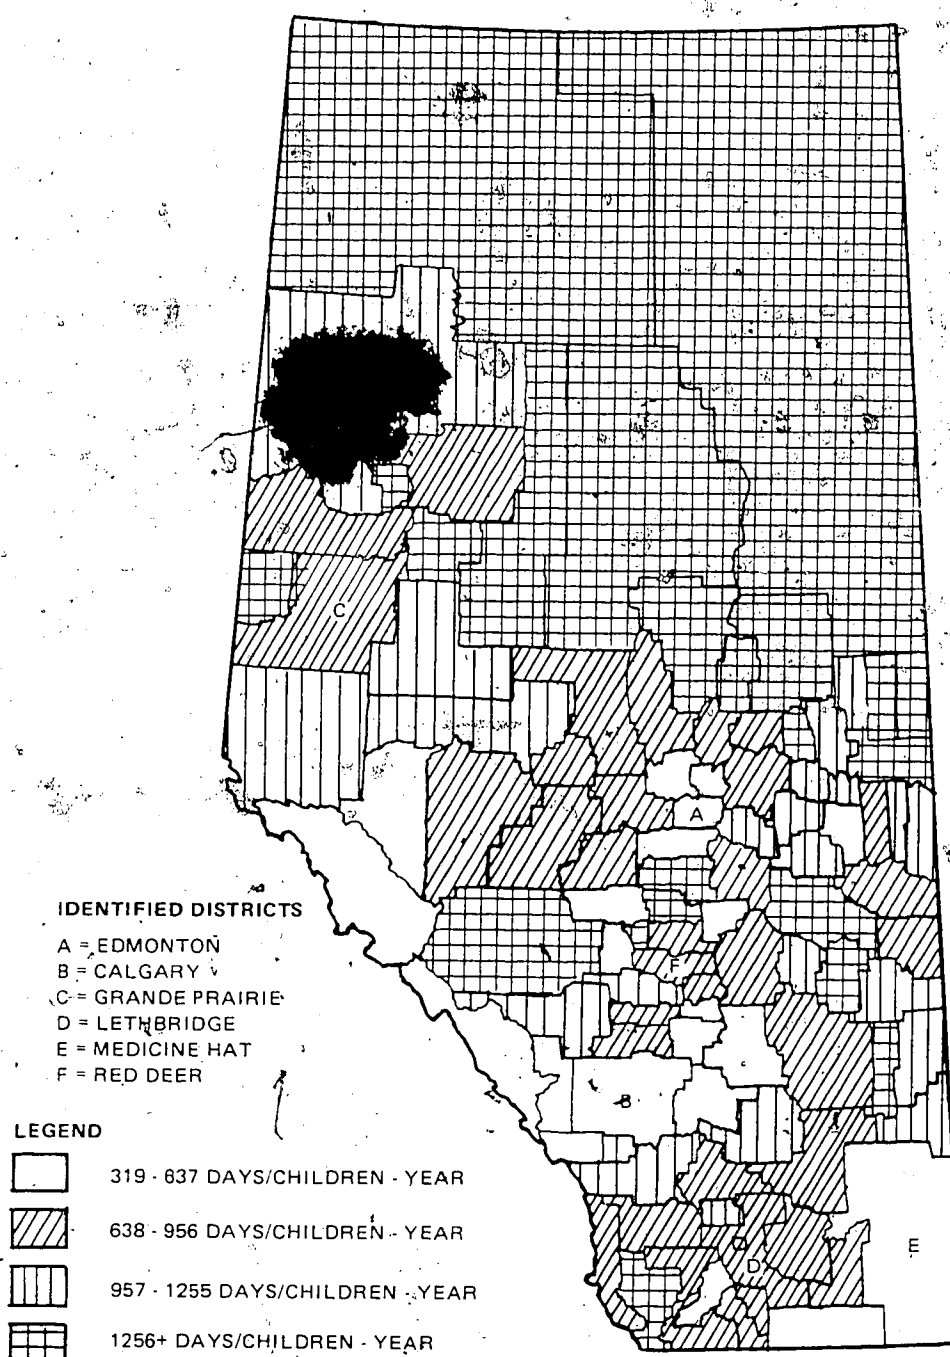 C
A
F
B
E
D
IDENTIFIED DISTRICTS
A = EDMONTON
B = CALGARY
C = GRANDE PRAIRIE
D = LETHBRIDGE
E = MEDICINE HAT
F = RED DEER
LEGEND
319 - 637 DAYS/CHILDREN - YEAR
638 - 956 DAYS/CHILDREN - YEAR
957 - 1255 DAYS/CHILDREN - YEAR
1256+ DAYS/CHILDREN - YEAR